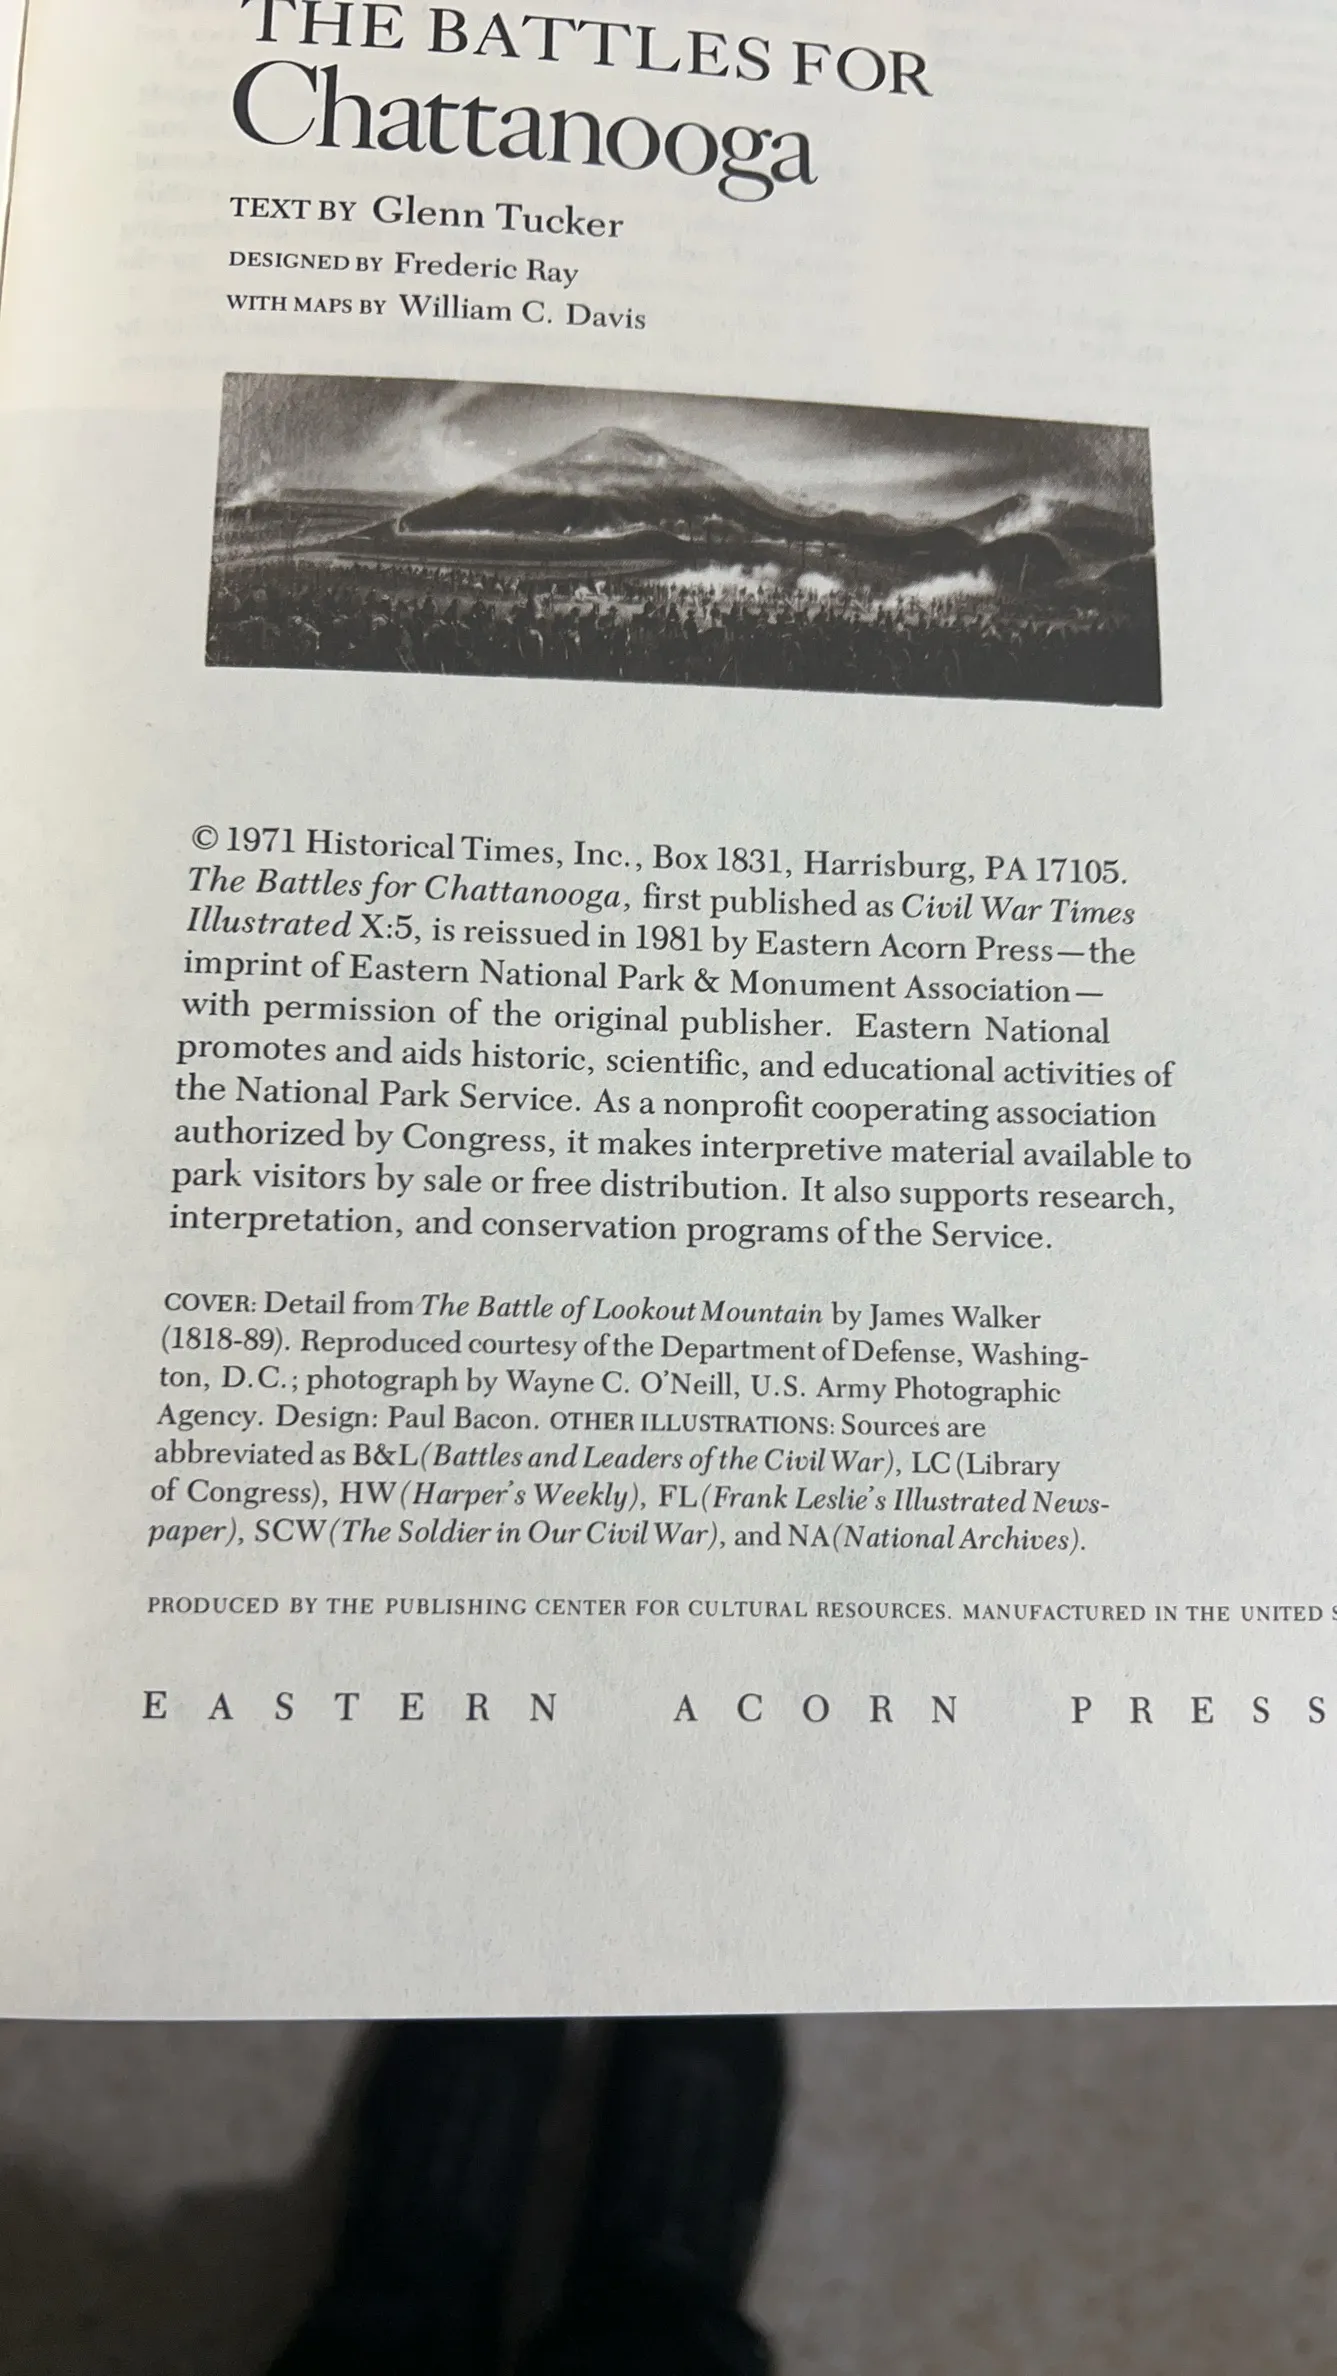 THE BATTLES FOR
Chattanooga
TEXT BY Glenn Tucker
DESIGNED BY Frederic Ray
WITH MAPS BY William C. Davis
© 1971 Historical Times, Inc., Box 1831, Harrisburg, PA 17105.
The Battles for Chattanooga, first published as Civil War Times
Illustrated X:5, is reissued in 1981 by Eastern Acorn Press—the
imprint of Eastern National Park & Monument Association—
with permission of the original publisher. Eastern National
promotes and aids historic, scientific, and educational activities of
the National Park Service. As a nonprofit cooperating association
authorized by Congress, it makes interpretive material available to
park visitors by sale or free distribution. It also supports research,
interpretation, and conservation programs of the Service.
COVER: Detail from The Battle of Lookout Mountain by James Walker
(1818-89). Reproduced courtesy of the Department of Defense, Washing-
ton, D.C.; photograph by Wayne C. O'Neill, U.S. Army Photographic
Agency. Design: Paul Bacon. OTHER ILLUSTRATIONS: Sources are
abbreviated as B&L (Battles and Leaders of the Civil War), LC (Library
of Congress), HW (Harper's Weekly), FL (Frank Leslie's Illustrated News-
paper), SCW (The Soldier in Our Civil War), and NA (National Archives).
PRODUCED BY THE PUBLISHING CENTER FOR CULTURAL RESOURCES. MANUFACTURED IN THE UNITED S
EASTERN ACORN PRESS